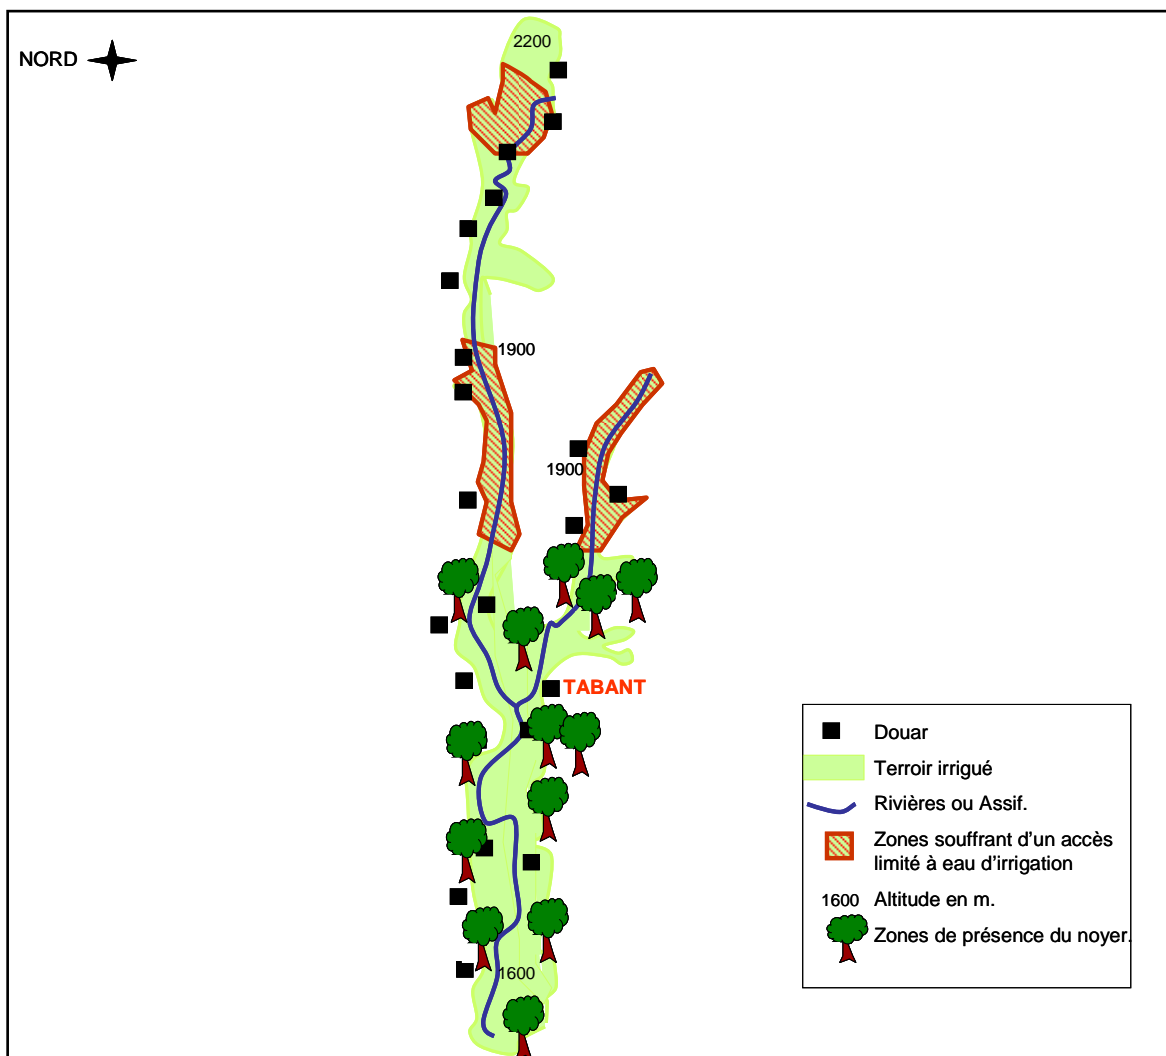 2200
NORD
1900
1900
TABANT
1600
Douar
Terroir irrigué
Rivières ou Assif.
Zones souffrant d'un accès
limité à eau d'irrigation
1600 Altitude en m.
Zones de présence du noyer.